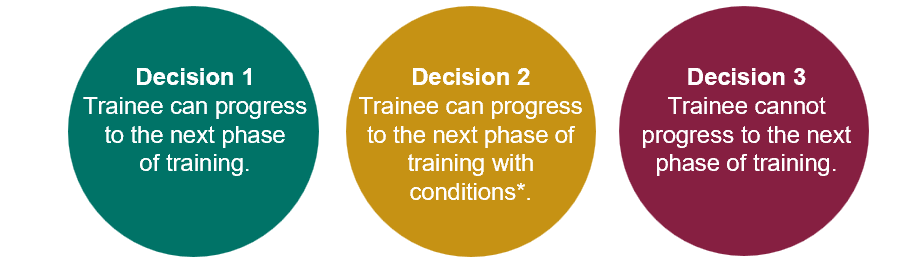 Decision 1
Trainee can progress
to the next phase
of training.
Decision 2
Trainee can progress
to the next phase of
training with
conditions*.
Decision 3
Trainee cannot
progress to the next
phase of training.